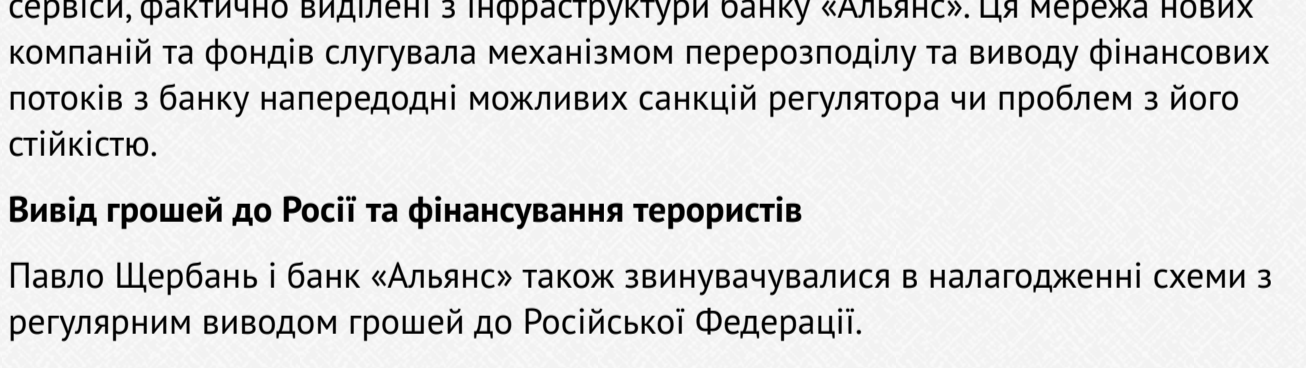 сервіси, фактично виділені з інфраструктури банку «Альянс». Ця мережа нових
компаній та фондів слугувала механізмом перерозподілу та виводу фінансових
потоків з банку напередодні можливих санкцій регулятора чи проблем з його
стійкістю.
Вивід грошей до Росії та фінансування терористів
Павло Щербань і банк «Альянс» також звинувачувалися в налагодженні схеми з
регулярним виводом грошей до Російської Федерації.